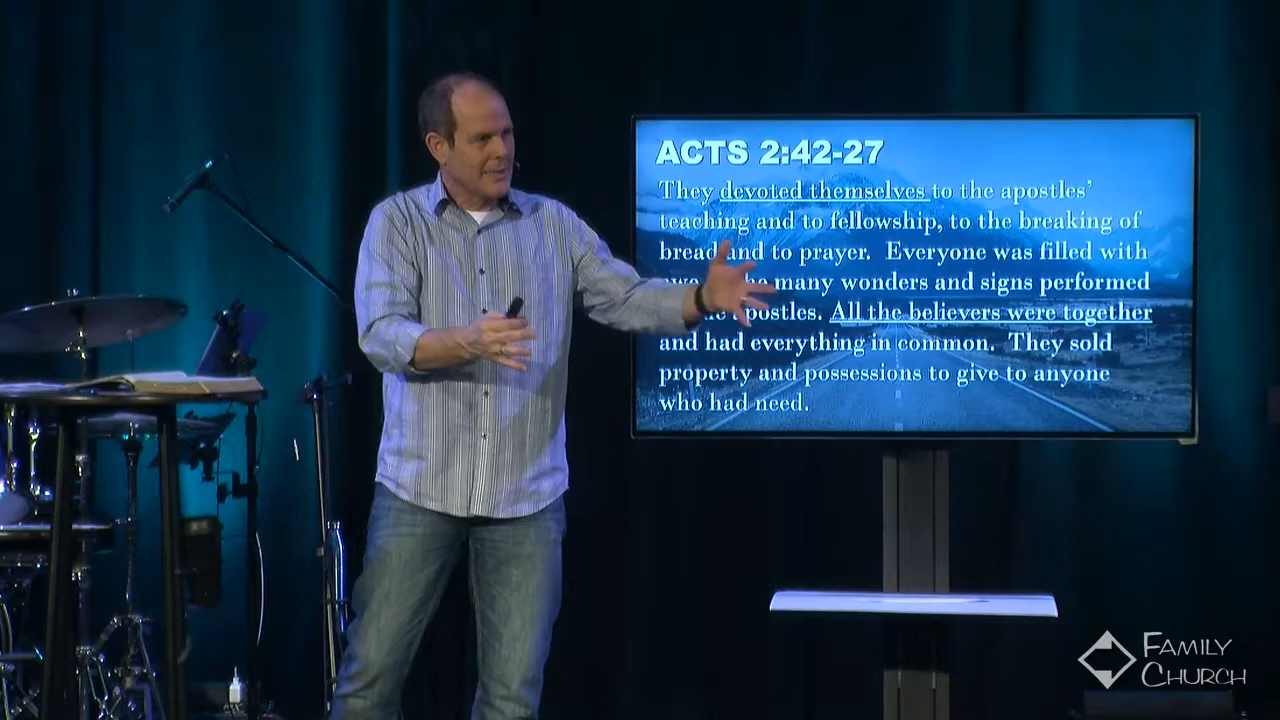 ACTS 2:42-27
They devoted themselves to the apostles'
teaching and to fellowship, to the breaking of
bread and to prayer. Everyone was filled with
many wonders and signs performed
apostles. All the believers were together
and had everything in common. They sold
property and possessions to give to anyone
who had need.
FAMILY
CHURCH